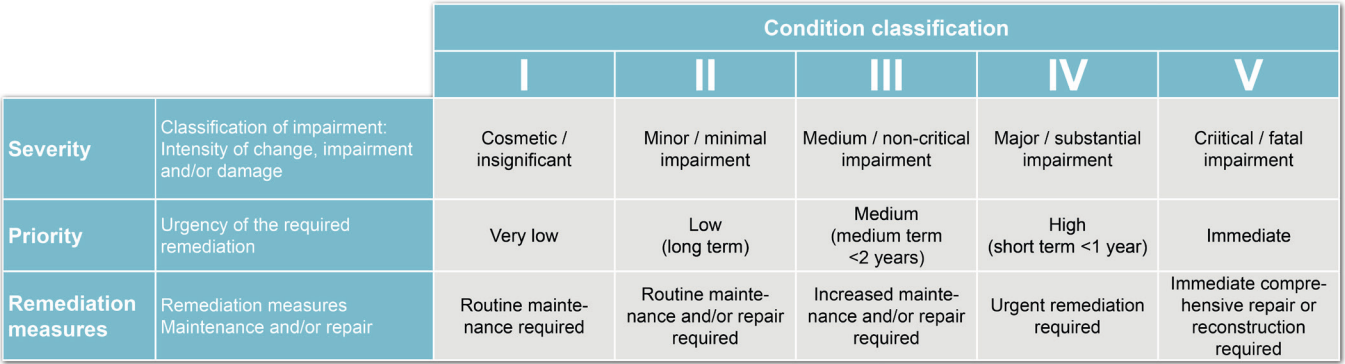 Condition classification
I II III IV V
Severity
Classification of impairment:
Intensity of change, impairment
and/or damage
Cosmetic /
insignificant
Minor / minimal
impairment
Medium / non-critical
impairment
Major / substantial
impairment
Criitical / fatal
impairment
Priority
Urgency of the required
remediation
Very low
Low
(long term)
Medium
(medium term
<2 years)
High
(short term <1 year)
Immediate
Remediation
measures
Remediation measures
Maintenance and/or repair
Routine mainte-
nance required
Routine mainte-
nance and/or repair
required
Increased mainte-
nance and/or repair
required
Urgent remediation
required
Immediate compre-
hensive repair or
reconstruction
required